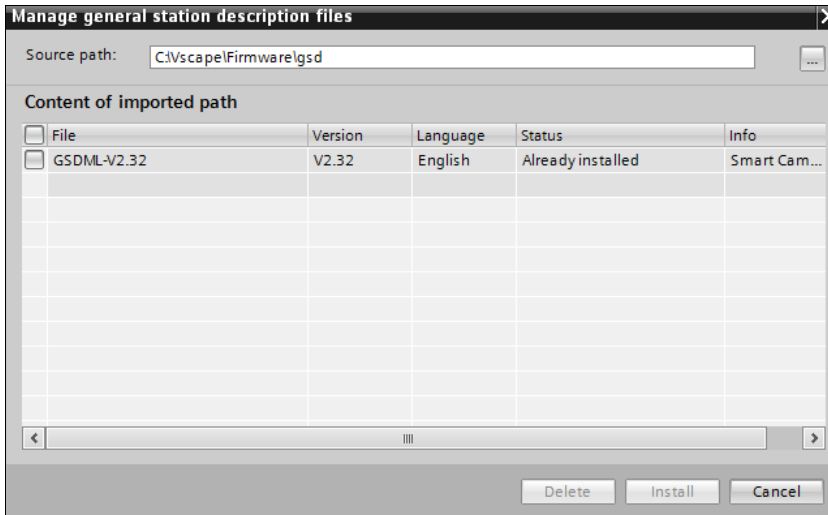 Manage general station description files
Source path: C:\Vscape\Firmware\gsd ...
Content of imported path
File Version Language Status Info
GSDML-V2.32 V2.32 English Already installed Smart Cam...
Delete Install Cancel